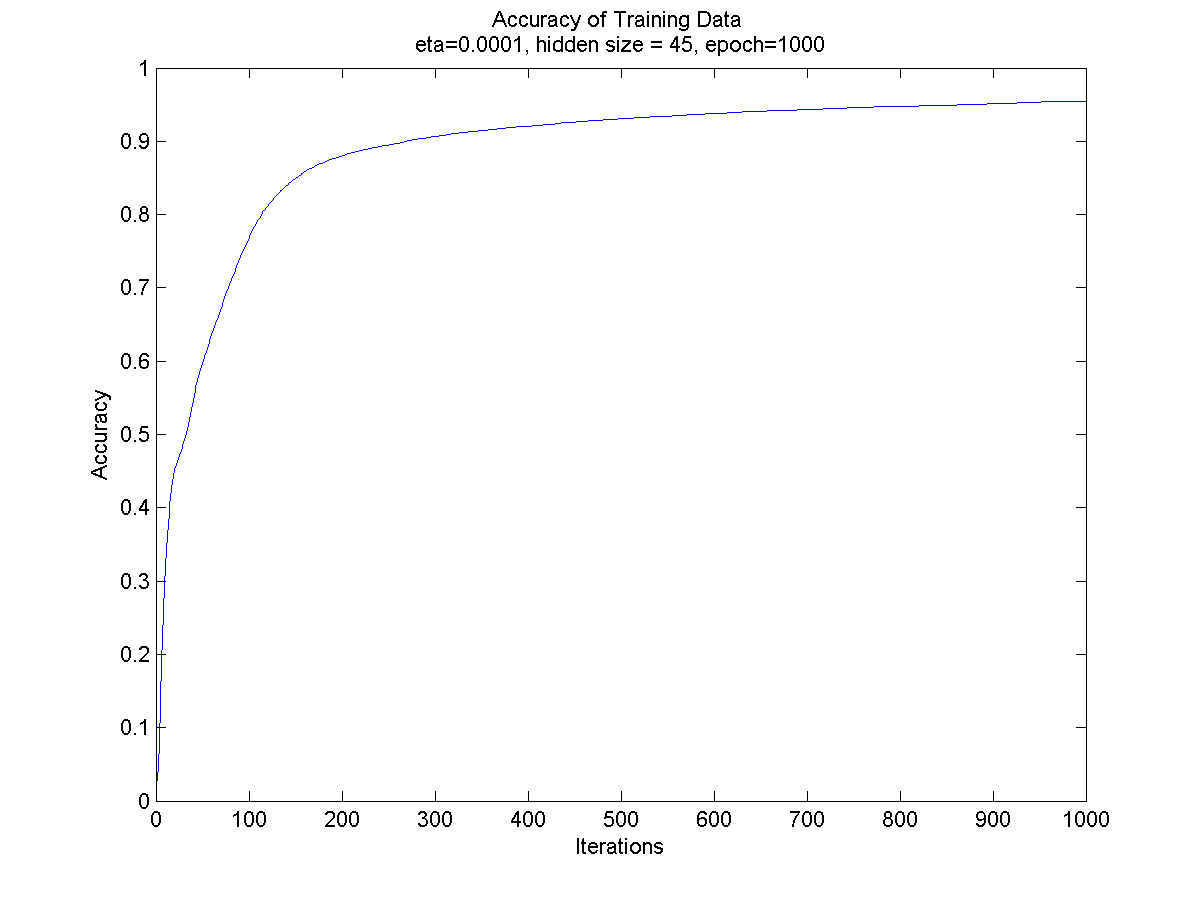 Accuracy of Training Data
eta=0.0001, hidden size = 45, epoch=1000
1
0.9
0.8
0.7
0.6
0.5
0.4
0.3
0.2
0.1
0
Accuracy
0 100 200 300 400 500 600 700 800 900 1000
Iterations